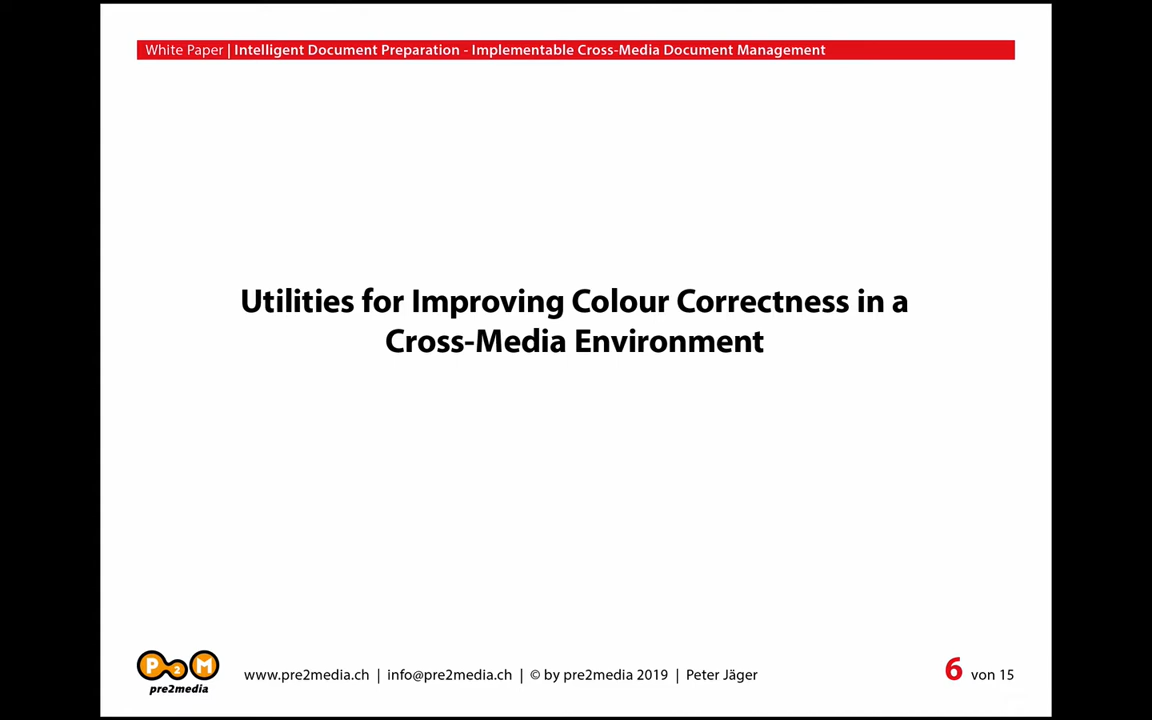 White Paper | Intelligent Document Preparation - Implementable Cross-Media Document Management
Utilities for Improving Colour Correctness in a
Cross-Media Environment
P 2 M
pre2media
www.pre2media.ch | info@pre2media.ch | © by pre2media 2019 | Peter Jäger
6 von 15